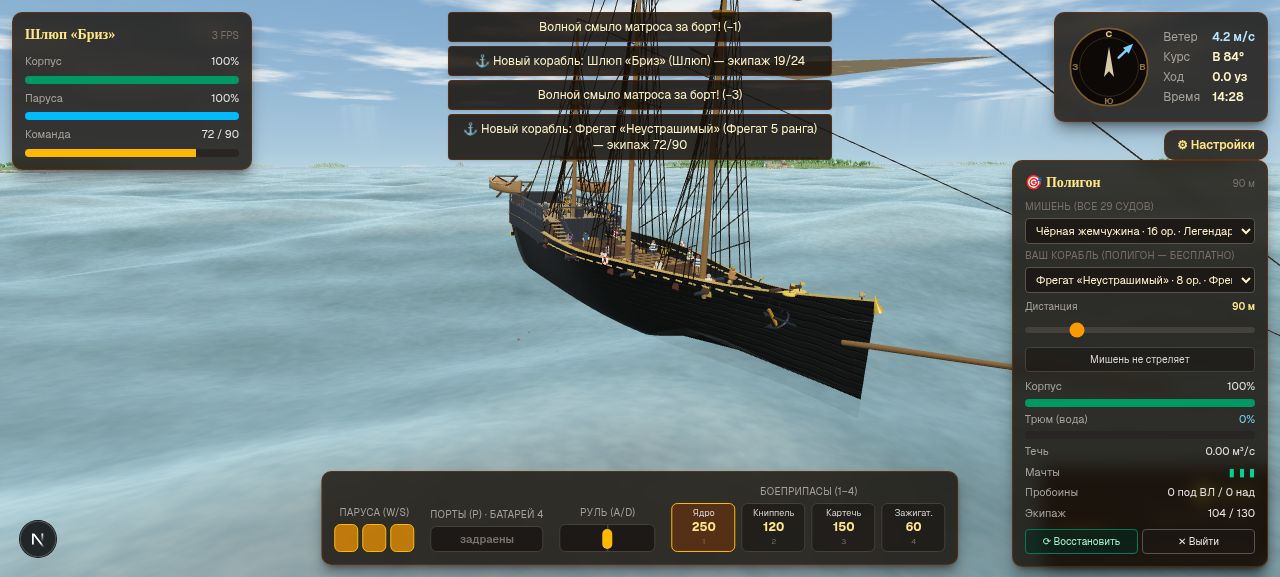 Шлюп «Бриз»
3 FPS
Корпус 100%
Паруса 100%
Команда 72 / 90
Волной смыло матроса за борт! (−1)
⚓ Новый корабль: Шлюп «Бриз» (Шлюп) — экипаж 19/24
Волной смыло матроса за борт! (−3)
⚓ Новый корабль: Фрегат «Неустрашимый» (Фрегат 5 ранга)
— экипаж 72/90
С
З
В
Ю
Ветер 4.2 м/с
Курс В 84°
Ход 0.0 уз
Время 14:28
⚙ Настройки
🎯 Полигон 90 м
МИШЕНЬ (ВСЕ 29 СУДОВ)
Чёрная жемчужина · 16 ор. · Легендар
ВАШ КОРАБЛЬ (ПОЛИГОН — БЕСПЛАТНО)
Фрегат «Неустрашимый» · 8 ор. · Фре
Дистанция 90 м
Мишень не стреляет
Корпус 100%
Трюм (вода) 0%
Течь 0.00 м³/с
Мачты
Пробоины 0 под ВЛ / 0 над
Экипаж 104 / 130
⟳ Восстановить
✕ Выйти
ПАРУСА (W/S)
ПОРТЫ (P) · БАТАРЕЙ 4
задраены
РУЛЬ (A/D)
БОЕПРИПАСЫ (1–4)
Ядро
250
1
Книппель
120
2
Картечь
150
3
Зажигат.
60
4
N